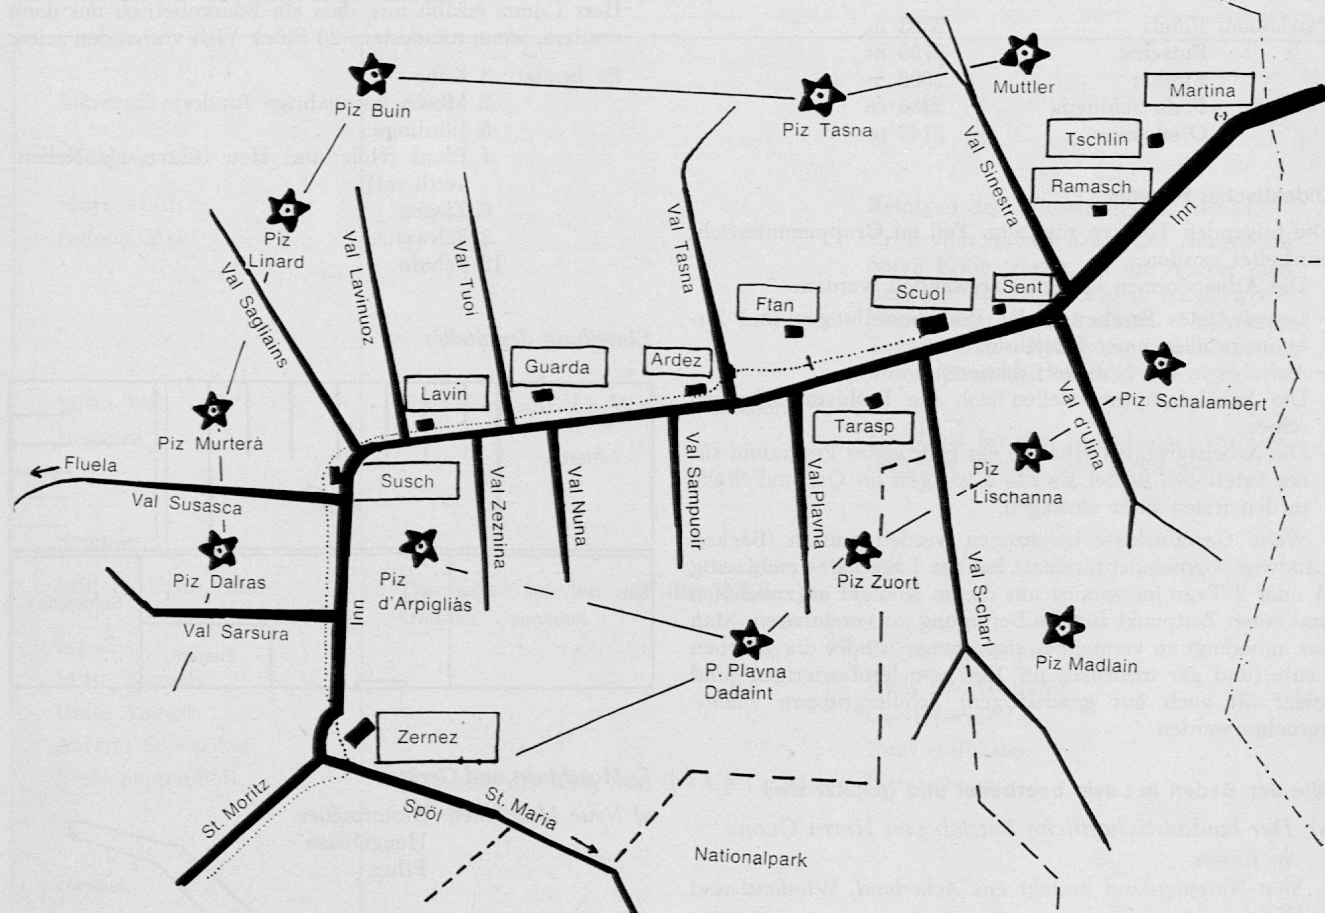 Piz Buin
Piz Tasna
Muttler
Martina
Tschlin
Ramasch
Val Sinestra
Inn
Piz
Linard
Val Sagliains
Val Lavinuoz
Val Tuoi
Val Tasna
Ftan
Scuol
Sent
Guarda
Ardez
Lavin
Piz Schalambert
Val d'Uina
Piz Murterà
Tarasp
Fluela
Susch
Val Susasca
Val Zeznina
Val Nuna
Val Sampuoir
Val Plavna
Piz
Lischanna
Piz Dalras
Piz
d'Arpiglias
Piz Zuort
Val S-charl
Inn
Val Sarsura
P. Plavna
Dadaint
Piz Madlain
Zernez
St. Moritz
Spöl
St. Maria
Nationalpark